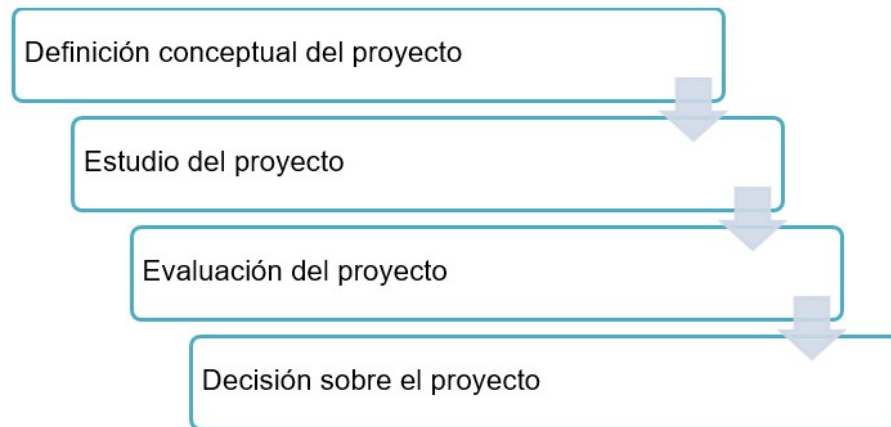 Definición conceptual del proyecto
Estudio del proyecto
Evaluación del proyecto
Decisión sobre el proyecto